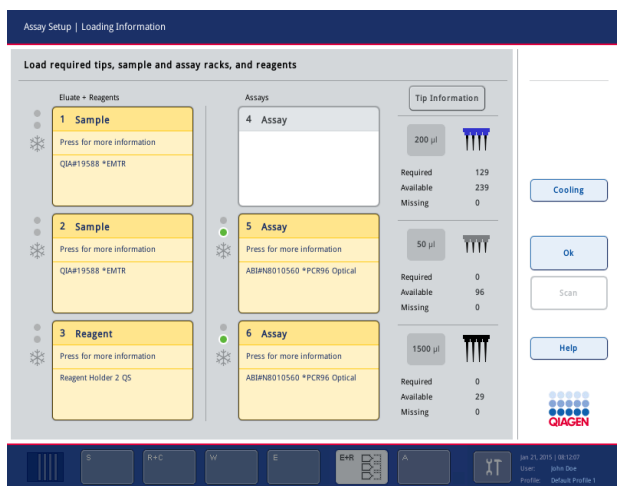 Assay Setup | Loading Information
Load required tips, sample and assay racks, and reagents
Eluate + Reagents
Assays
Tip Information
1 Sample
Press for more information
QIA#19588 *EMTR
4 Assay
200 µl
Required 129
Available 239
Missing 0
Cooling
2 Sample
Press for more information
QIA#19588 *EMTR
5 Assay
Press for more information
ABI#N8010560 *PCR96 Optical
50 µl
Required 0
Available 96
Missing 0
Ok
Scan
3 Reagent
Press for more information
Reagent Holder 2 QS
6 Assay
Press for more information
ABI#N8010560 *PCR96 Optical
1500 µl
Required 0
Available 29
Missing 0
Help
QIAGEN
S
R+C
W
E
E+R
A
Jan 21, 2015 | 08:12:07
User: John Doe
Profile: Default Profile 1